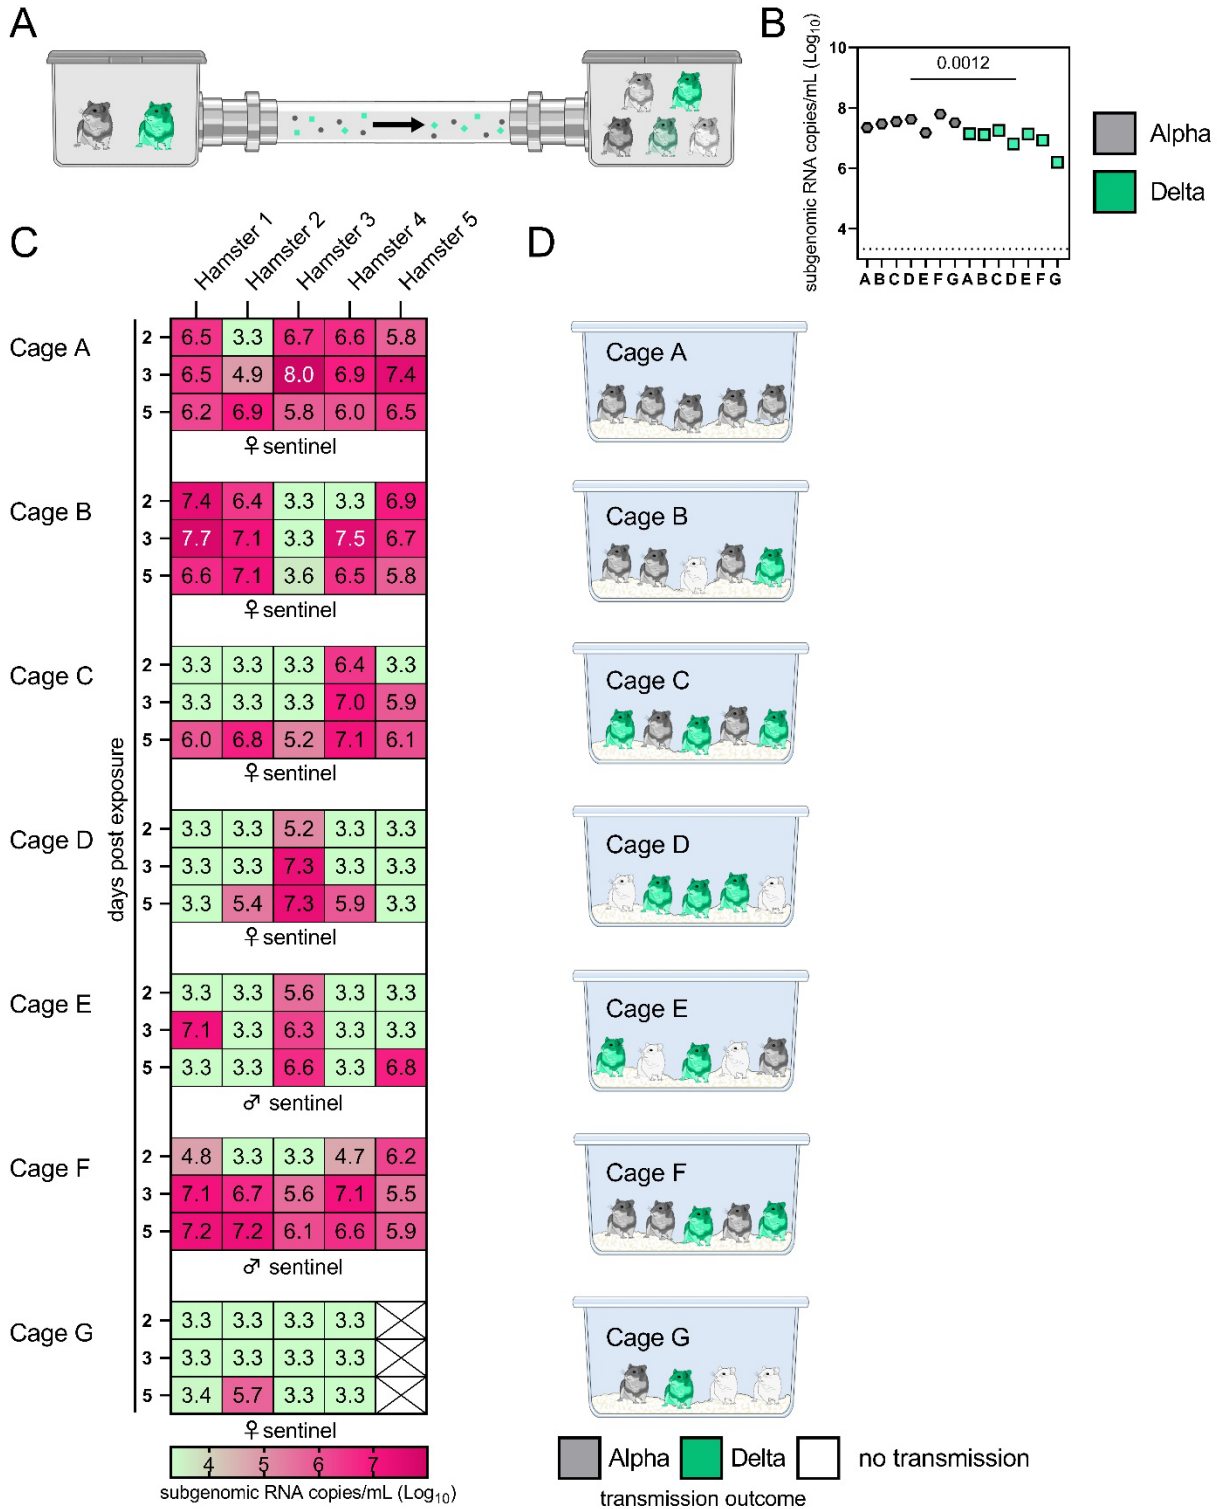 A
B
subgenomic RNA copies/mL (Log10)
10
8
6
4
0.0012
A B C D E F G A B C D E F G
Alpha
Delta
C
Hamster 1
Hamster 2
Hamster 3
Hamster 4
Hamster 5
days post exposure
Cage A
2 6.5 3.3 6.7 6.6 5.8
3 6.5 4.9 8.0 6.9 7.4
5 6.2 6.9 5.8 6.0 6.5
♀ sentinel
Cage B
2 7.4 6.4 3.3 3.3 6.9
3 7.7 7.1 3.3 7.5 6.7
5 6.6 7.1 3.6 6.5 5.8
♀ sentinel
Cage C
2 3.3 3.3 3.3 6.4 3.3
3 3.3 3.3 3.3 7.0 5.9
5 6.0 6.8 5.2 7.1 6.1
♀ sentinel
Cage D
2 3.3 3.3 5.2 3.3 3.3
3 3.3 3.3 7.3 3.3 3.3
5 3.3 5.4 7.3 5.9 3.3
♀ sentinel
Cage E
2 3.3 3.3 5.6 3.3 3.3
3 7.1 3.3 6.3 3.3 3.3
5 3.3 3.3 6.6 3.3 6.8
♂ sentinel
Cage F
2 4.8 3.3 3.3 4.7 6.2
3 7.1 6.7 5.6 7.1 5.5
5 7.2 7.2 6.1 6.6 5.9
♂ sentinel
Cage G
2 3.3 3.3 3.3 3.3
3 3.3 3.3 3.3 3.3
5 3.4 5.7 3.3 3.3
♀ sentinel
4 5 6 7
subgenomic RNA copies/mL (Log10)
D
Cage A
Cage B
Cage C
Cage D
Cage E
Cage F
Cage G
Alpha Delta no transmission
transmission outcome